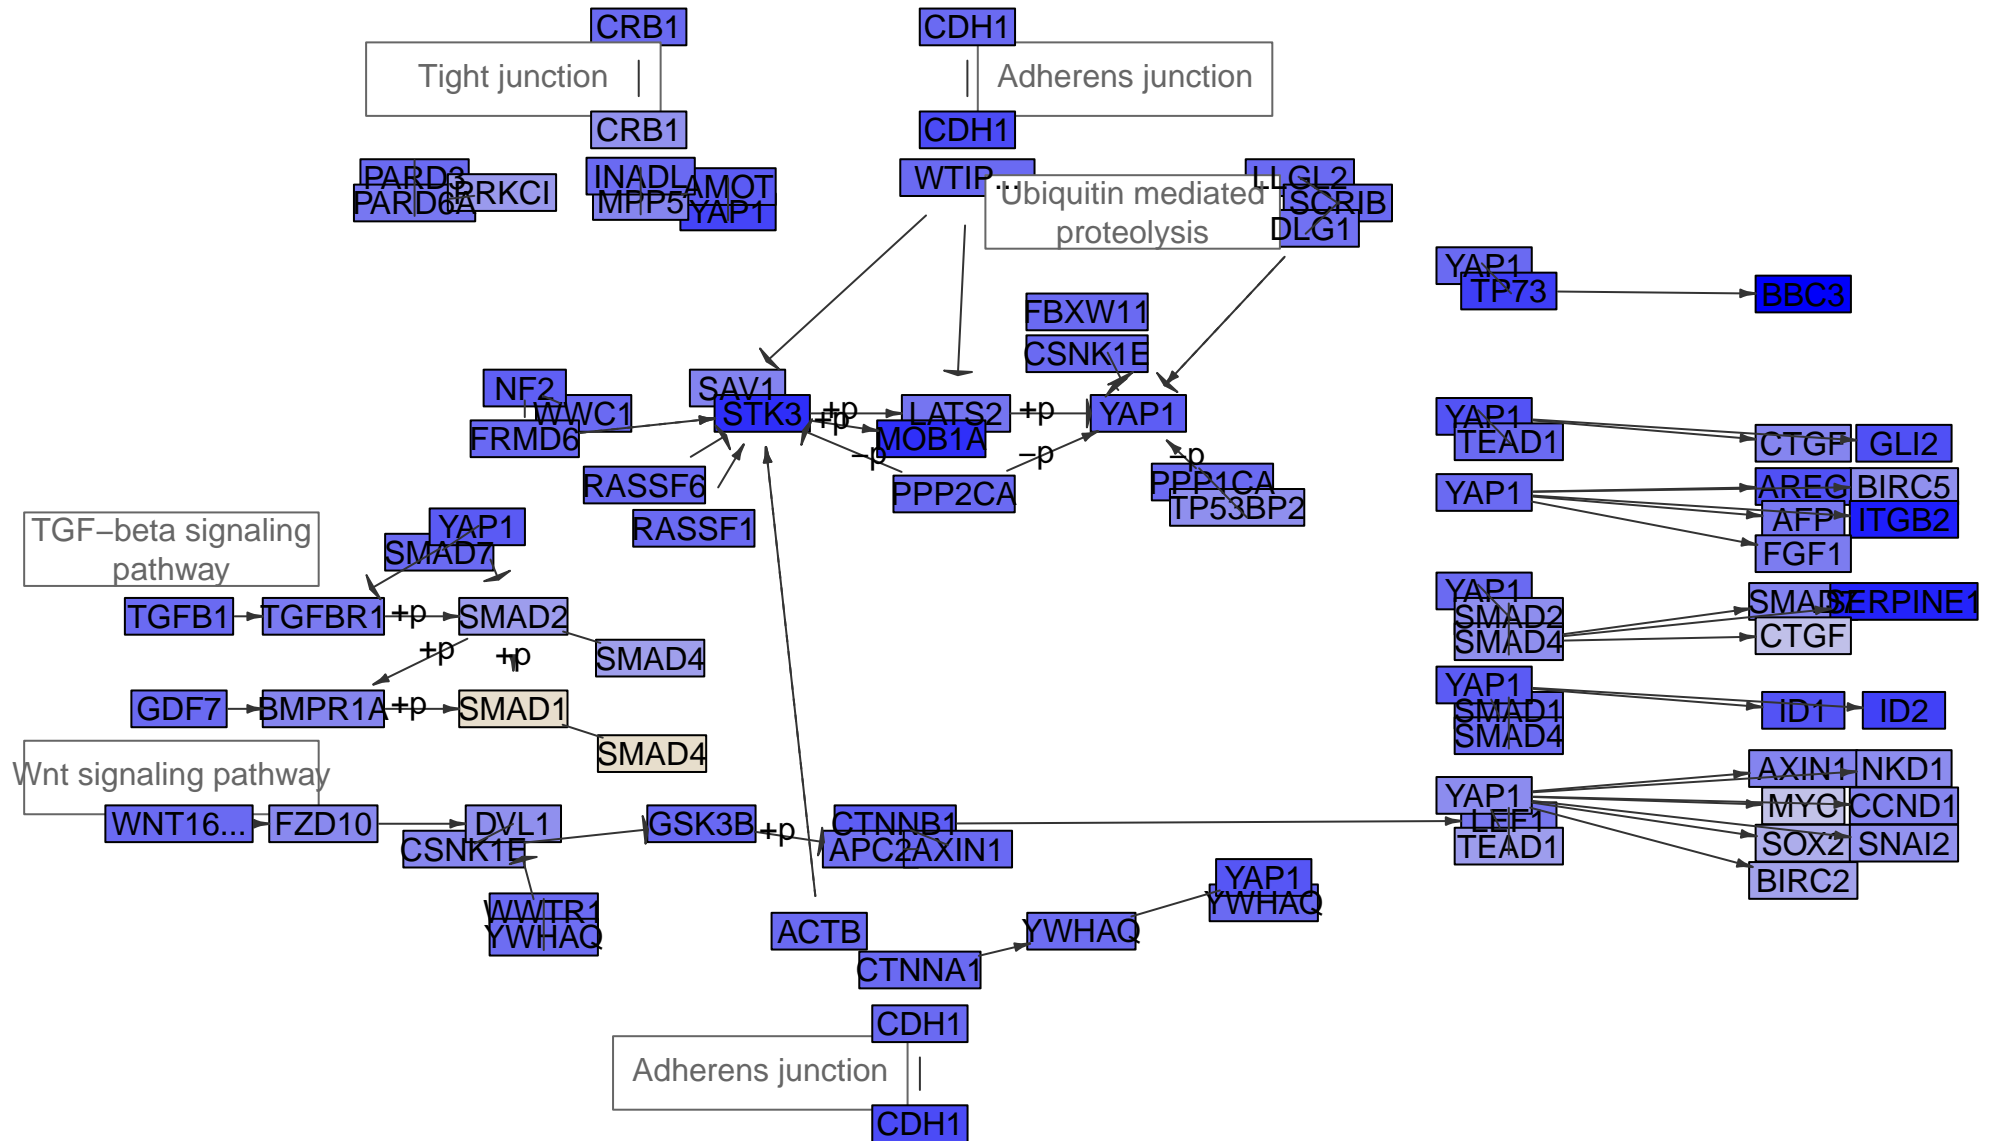 CRB1
CDH1
Tight junction
Adherens junction
CRB1
CDH1
PARD3
PRKCI
PARD6A
INADL
AMOT
MPP5
YAP1
WTIP...
LLGL2
Ubiquitin mediated
proteolysis
SCRIB
DLG1
YAP1
TP73
BBC3
FBXW11
CSNK1E
NF2
WWC1
FRMD6
SAV1
STK3
+p
+p
LATS2
MOB1A
+p
YAP1
−p
−p
−p
RASSF6
RASSF1
PPP2CA
PPP1CA
TP53BP2
YAP1
TEAD1
CTGF
GLI2
YAP1
AREG
BIRC5
AFP
ITGB2
FGF1
TGF−beta signaling
pathway
YAP1
SMAD7
TGFB1
TGFBR1
+p
SMAD2
+p
+p
SMAD4
GDF7
BMPR1A
+p
SMAD1
SMAD4
YAP1
SMAD2
SMAD4
SMAD7
SERPINE1
CTGF
YAP1
SMAD1
SMAD4
ID1
ID2
Wnt signaling pathway
WNT16...
FZD10
DVL1
CSNK1E
GSK3B
+p
CTNNB1
APC2
AXIN1
YAP1
LEF1
TEAD1
AXIN1
NKD1
MYC
CCND1
SOX2
SNAI2
BIRC2
WWTR1
YWHAQ
ACTB
CTNNA1
YWHAQ
YAP1
YWHAQ
CDH1
Adherens junction
CDH1